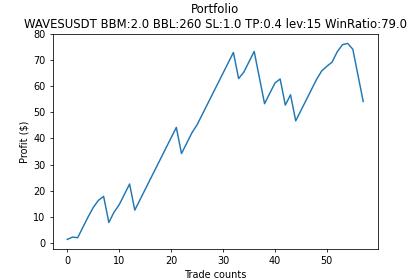 Portfolio
WAVESUSDT BBM:2.0 BBL:260 SL:1.0 TP:0.4 lev:15 WinRatio:79.0
80
70
60
50
40
30
20
10
0
Profit ($)
0 10 20 30 40 50
Trade counts